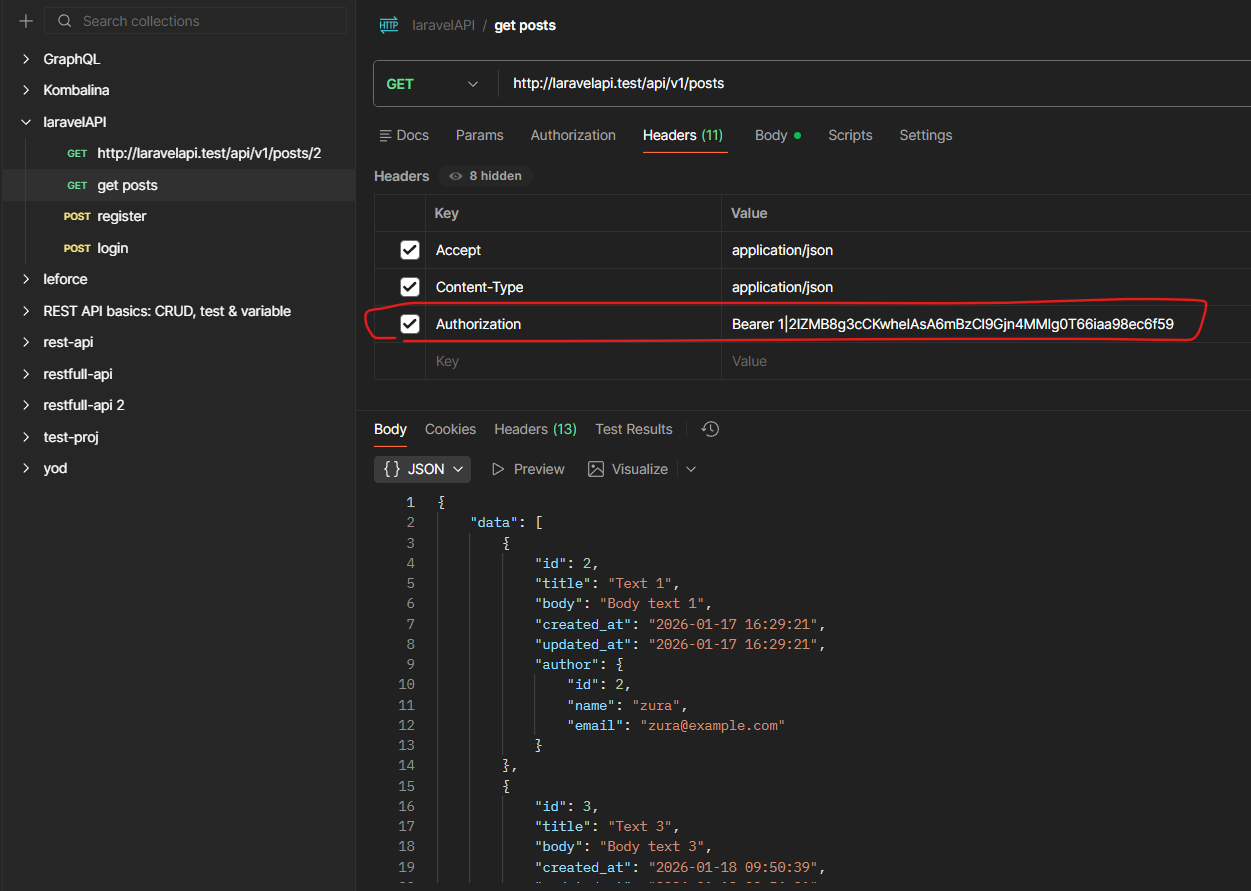 Search collections
GraphQL
Kombalina
laravelAPI
GET http://laravelapi.test/api/v1/posts/2
GET get posts
POST register
POST login
leforce
REST API basics: CRUD, test & variable
rest-api
restfull-api
restfull-api 2
test-proj
yod
HTTP laravelAPI / get posts
GET http://laravelapi.test/api/v1/posts
Docs Params Authorization Headers (11) Body Scripts Settings
Headers 8 hidden
Key Value
Accept application/json
Content-Type application/json
Authorization Bearer
Key Value
Body Cookies Headers (13) Test Results
{} JSON Preview Visualize
1 {
2 "data": [
3 {
4 "id": 2,
5 "title": "Text 1",
6 "body": "Body text 1",
7 "created_at": "2026-01-17 16:29:21",
8 "updated_at": "2026-01-17 16:29:21",
9 "author": {
10 "id": 2,
11 "name": "zura",
12 "email": "zura@example.com"
13 }
14 },
15 {
16 "id": 3,
17 "title": "Text 3",
18 "body": "Body text 3",
19 "created_at": "2026-01-18 09:50:39",